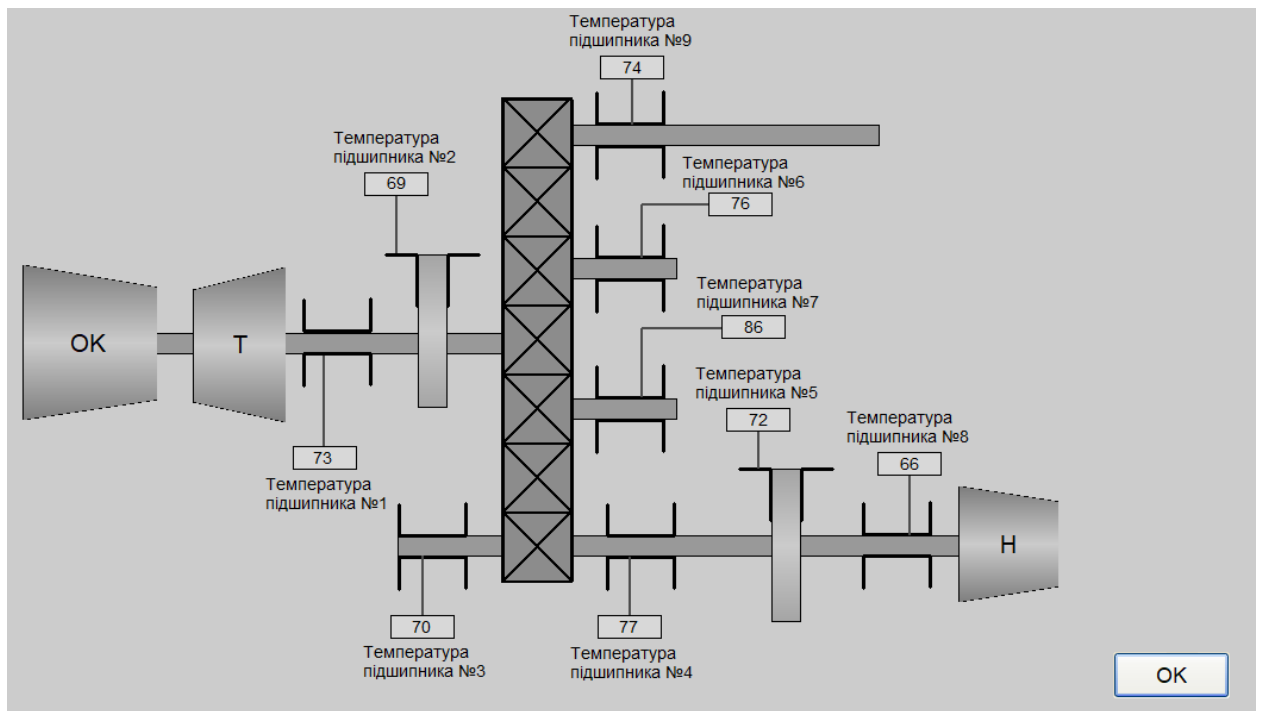 Температура
підшипника №9
74
Температура
підшипника №2
69
Температура
підшипника №6
76
Температура
підшипника №7
86
ОК
Т
Температура
підшипника №5
72
Температура
підшипника №8
66
73
Температура
підшипника №1
Н
70
Температура
підшипника №3
77
Температура
підшипника №4
OK